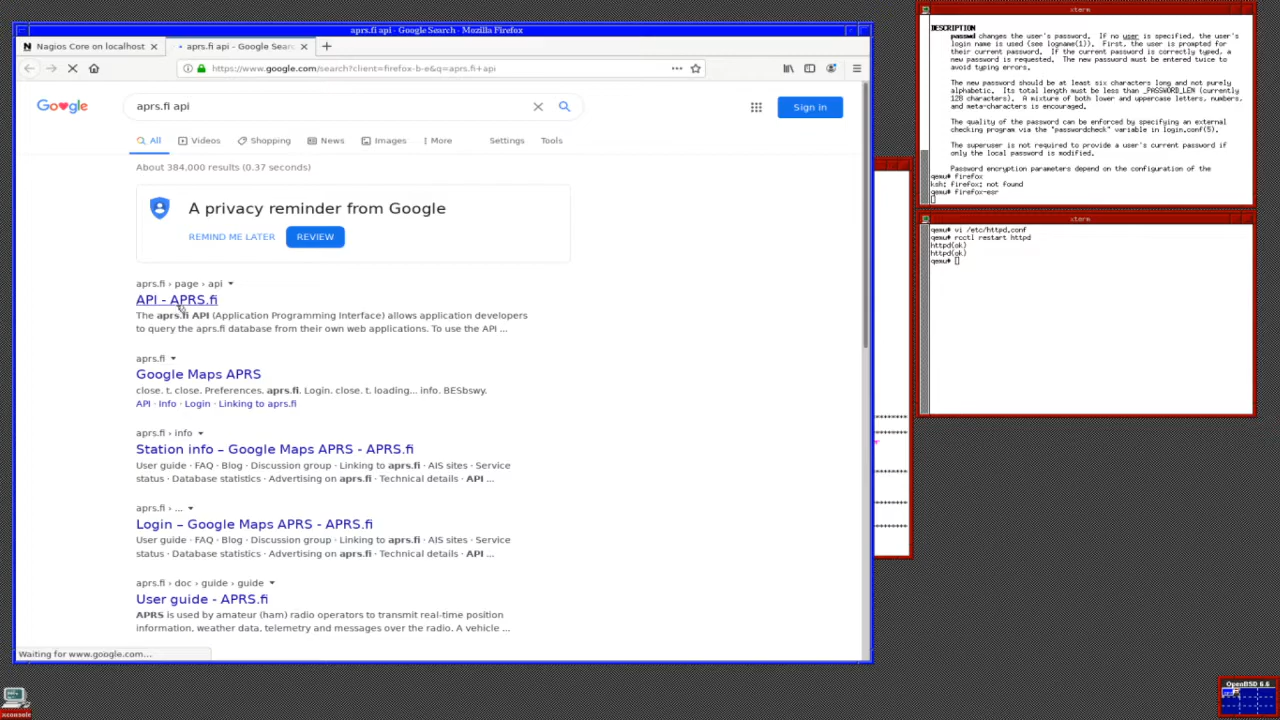 aprs.fi api - Google Search - Mozilla Firefox
Nagios Core on localhost
aprs.fi api - Google Searc
https://www.google.com/search?client=firefox-b-e&q=aprs.fi+api
Google
aprs.fi api
Sign in
All
Videos
Shopping
News
Images
More
Settings
Tools
About 384,000 results (0.37 seconds)
A privacy reminder from Google
REMIND ME LATER
REVIEW
aprs.fi › page › api
API - APRS.fi
The aprs.fi API (Application Programming Interface) allows application developers
to query the aprs.fi database from their own web applications. To use the API ...
aprs.fi
Google Maps APRS
close. t. close. Preferences. aprs.fi. Login. close. t. loading... info. BESbswy.
API · Info · Login · Linking to aprs.fi
aprs.fi › info
Station info – Google Maps APRS - APRS.fi
User guide · FAQ · Blog · Discussion group · Linking to aprs.fi · AIS sites · Service
status · Database statistics · Advertising on aprs.fi · Technical details · API ...
aprs.fi › ...
Login – Google Maps APRS - APRS.fi
User guide · FAQ · Blog · Discussion group · Linking to aprs.fi · AIS sites · Service
status · Database statistics · Advertising on aprs.fi · Technical details · API ...
aprs.fi › doc › guide › guide
User guide - APRS.fi
APRS is used by amateur (ham) radio operators to transmit real-time position
information, weather data, telemetry and messages over the radio. A vehicle ...
Waiting for www.google.com...
xterm
DESCRIPTION
passwd changes the user's password. If no user is specified, the user's
login name is used (see logname(1)). First, the user is prompted for
their current password. If the current password is correctly typed, a
new password is requested. The new password must be entered twice to
avoid typing errors.
The new password should be at least six characters long and not purely
alphabetic. Its total length must be less than _PASSWORD_LEN (currently
128 characters). A mixture of both lower and uppercase letters, numbers,
and meta-characters is encouraged.
The quality of the password can be enforced by specifying an external
checking program via the "passwordcheck" variable in login.conf(5).
The superuser is not required to provide a user's current password if
only the local password is modified.
Password encryption parameters depend on the configuration of the
qemu# firefox
ksh: firefox: not found
qemu# firefox-esr
xterm
qemu# vi /etc/httpd.conf
qemu# rcctl restart httpd
httpd(ok)
httpd(ok)
qemu#
********
********
********
********
********
xconsole
OpenBSD 6.6